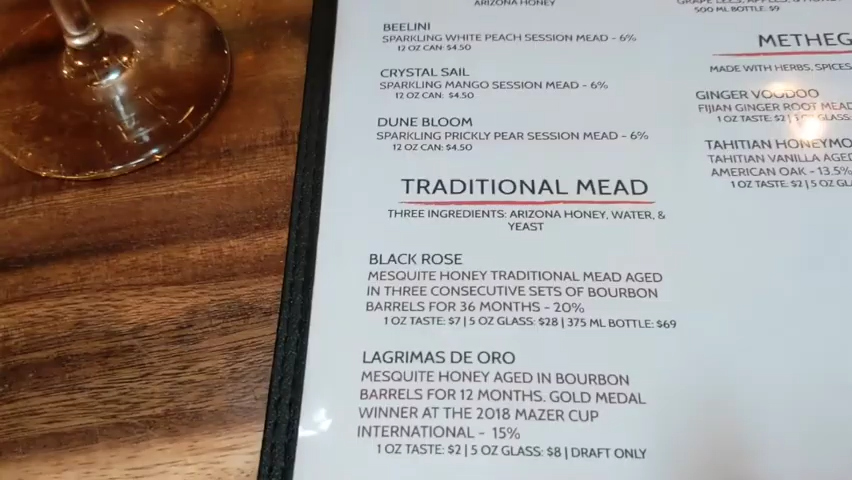 ARIZONA HONEY
BEELINI
SPARKLING WHITE PEACH SESSION MEAD - 6%
12 OZ CAN: $4.50
CRYSTAL SAIL
SPARKLING MANGO SESSION MEAD - 6%
12 OZ CAN: $4.50
DUNE BLOOM
SPARKLING PRICKLY PEAR SESSION MEAD - 6%
12 OZ CAN: $4.50
TRADITIONAL MEAD
THREE INGREDIENTS: ARIZONA HONEY, WATER, &
YEAST
BLACK ROSE
MESQUITE HONEY TRADITIONAL MEAD AGED
IN THREE CONSECUTIVE SETS OF BOURBON
BARRELS FOR 36 MONTHS - 20%
1 OZ TASTE: $7 | 5 OZ GLASS: $28 | 375 ML BOTTLE: $69
LAGRIMAS DE ORO
MESQUITE HONEY AGED IN BOURBON
BARRELS FOR 12 MONTHS. GOLD MEDAL
WINNER AT THE 2018 MAZER CUP
INTERNATIONAL - 15%
1 OZ TASTE: $2 | 5 OZ GLASS: $8 | DRAFT ONLY
500 ML BOTTLE: $9
METHEG
MADE WITH HERBS, SPICES
GINGER VOODOO
FIJIAN GINGER ROOT MEAD
1 OZ TASTE: $2 | 5 OZ GLASS:
TAHITIAN HONEYMO
TAHITIAN VANILLA AGED
AMERICAN OAK - 13.5%
1 OZ TASTE: $2 | 5 OZ GLAS